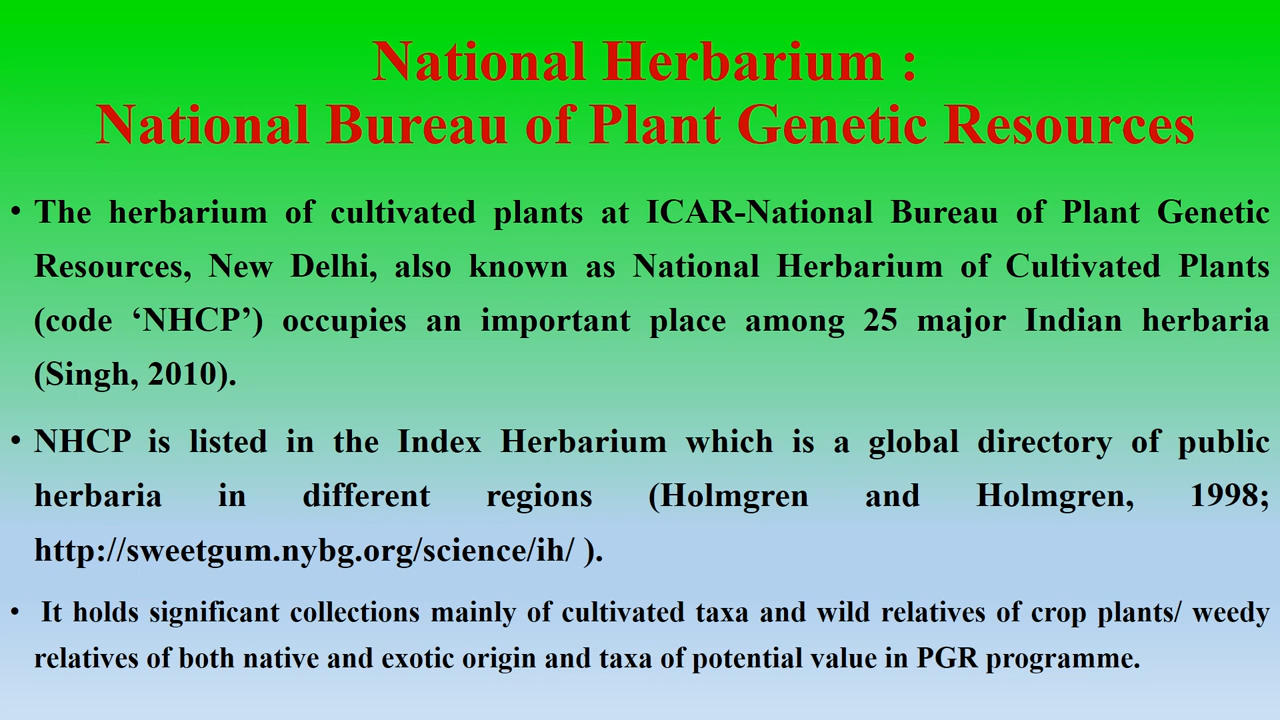 National Herbarium :
National Bureau of Plant Genetic Resources
• The herbarium of cultivated plants at ICAR-National Bureau of Plant Genetic
Resources, New Delhi, also known as National Herbarium of Cultivated Plants
(code ‘NHCP’) occupies an important place among 25 major Indian herbaria
(Singh, 2010).
• NHCP is listed in the Index Herbarium which is a global directory of public
herbaria in different regions (Holmgren and Holmgren, 1998;
http://sweetgum.nybg.org/science/ih/ ).
• It holds significant collections mainly of cultivated taxa and wild relatives of crop plants/ weedy
relatives of both native and exotic origin and taxa of potential value in PGR programme.